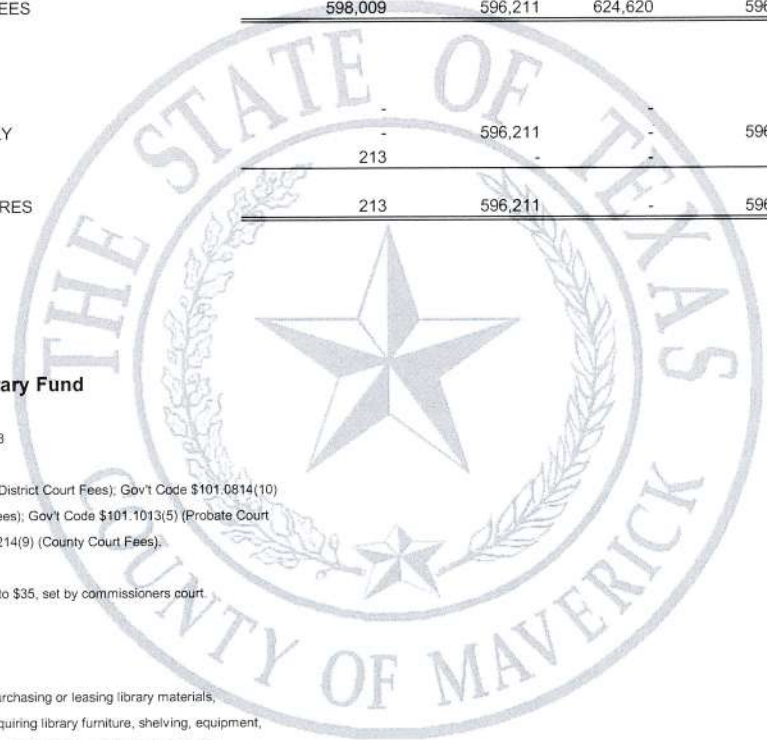 EES 598,009 596,211 624,620 596
- -
Y - 596,211 - 596
213 - -
RES 213 596,211 - 596
THE STATE OF TEXAS
COUNTY OF MAVERICK
ary Fund
3
District Court Fees); Gov't Code $101.0814(10)
ees); Gov't Code $101.1013(5) (Probate Court
214(9) (County Court Fees).
to $35, set by commissioners court.
urchasing or leasing library materials,
quiring library furniture, shelving, equipment,